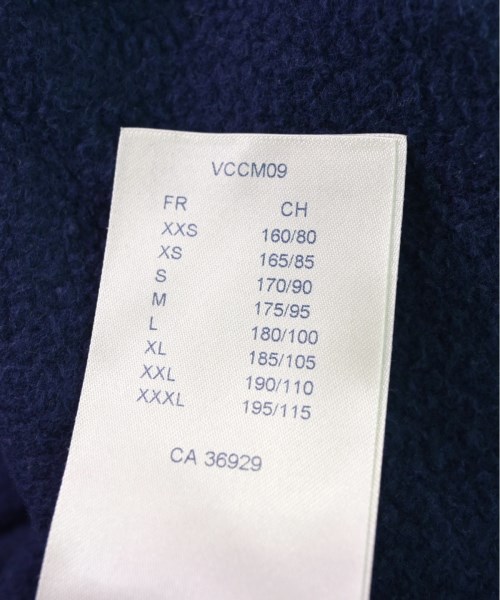 VCCM09
FR CH
XXS 160/80
XS 165/85
S 170/90
M 175/95
L 180/100
XL 185/105
XXL 190/110
XXXL 195/115
CA 36929